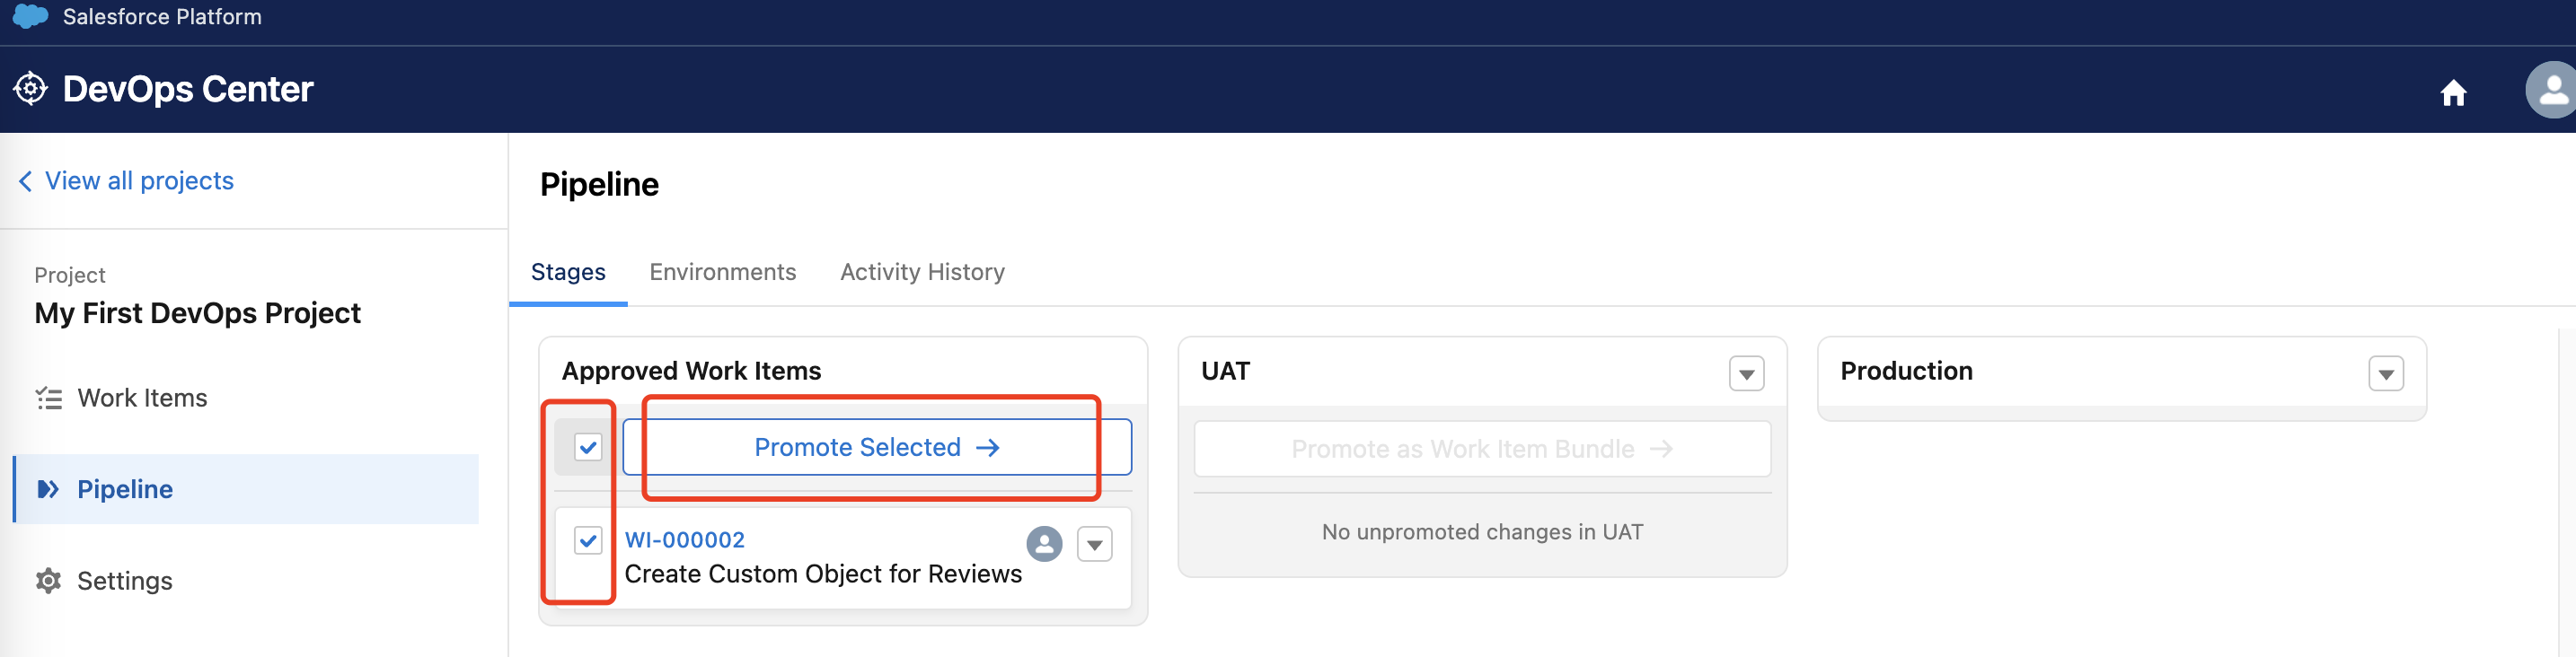 Salesforce Platform
DevOps Center
View all projects
Project
My First DevOps Project
Work Items
Pipeline
Settings
Pipeline
Stages
Environments
Activity History
Approved Work Items
Promote Selected →
WI-000002
Create Custom Object for Reviews
UAT
Promote as Work Item Bundle →
No unpromoted changes in UAT
Production